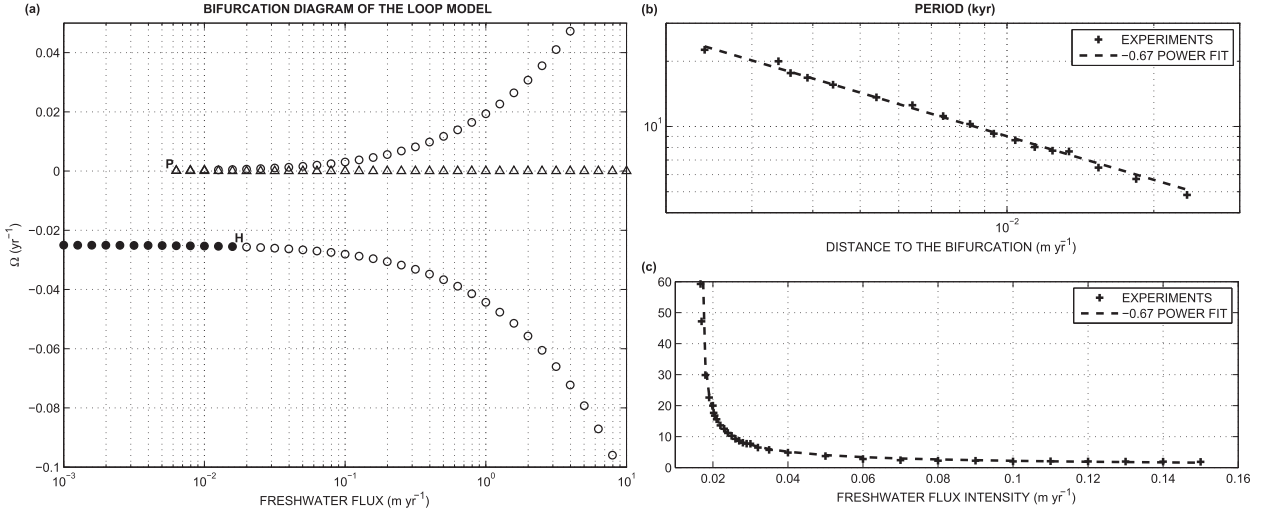 (a) BIFURCATION DIAGRAM OF THE LOOP MODEL
0.04
0.02
0
−0.02
−0.04
−0.06
−0.08
−0.1
Ω (yr⁻¹)
P
H
10⁻³ 10⁻² 10⁻¹ 10⁰ 10¹
FRESHWATER FLUX (m yr⁻¹)
(b) PERIOD (kyr)
EXPERIMENTS
−0.67 POWER FIT
10¹
10⁻²
DISTANCE TO THE BIFURCATION (m yr⁻¹)
(c)
60
50
40
30
20
10
0
EXPERIMENTS
−0.67 POWER FIT
0.02 0.04 0.06 0.08 0.1 0.12 0.14 0.16
FRESHWATER FLUX INTENSITY (m yr⁻¹)